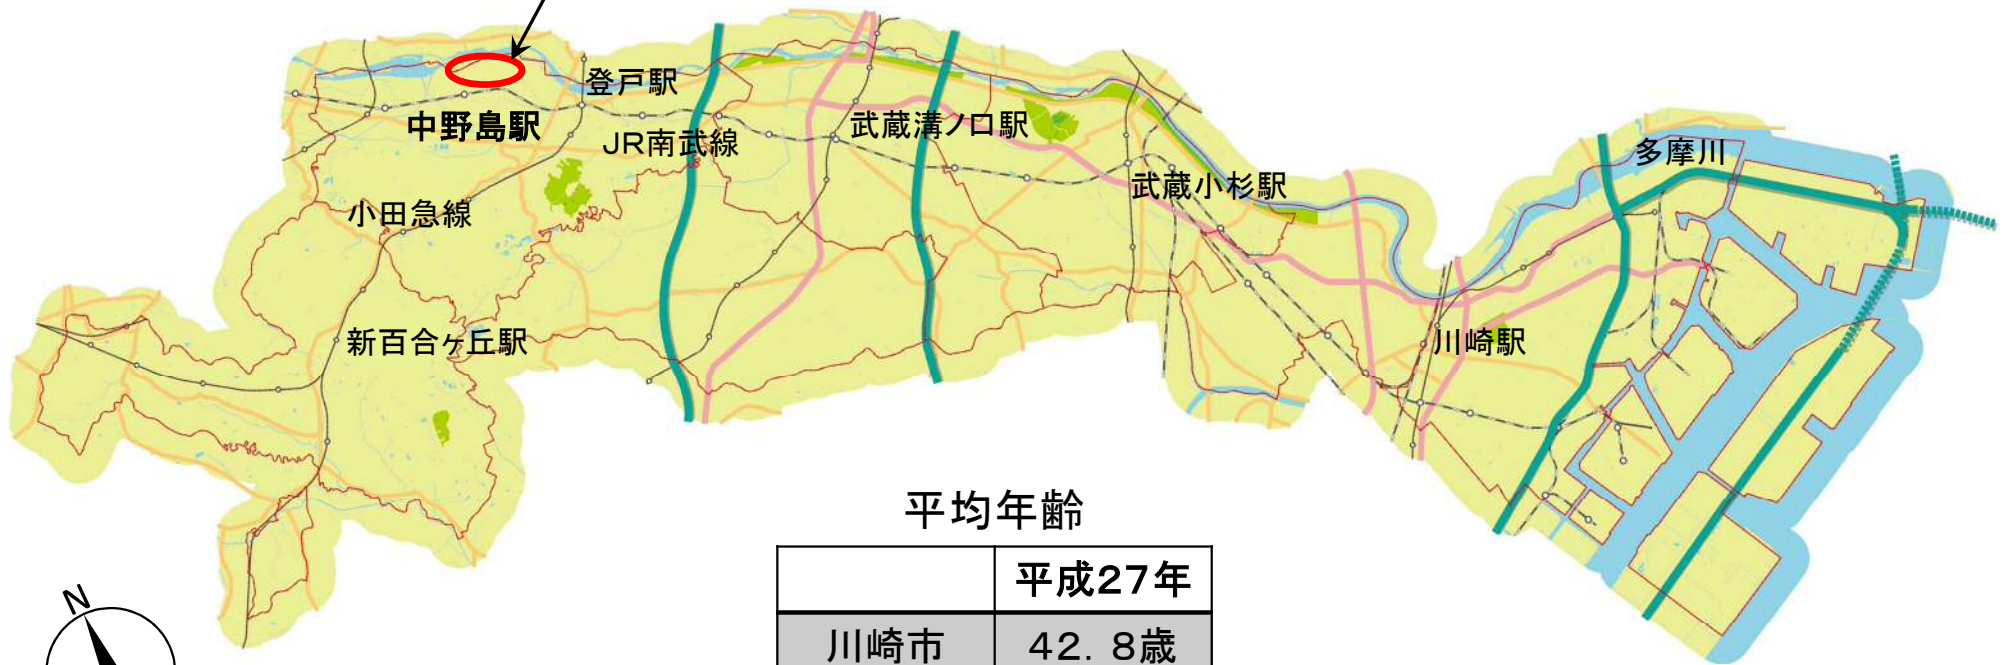 登戸駅
中野島駅
JR南武線
武蔵溝ノ口駅
多摩川
武蔵小杉駅
小田急線
新百合ヶ丘駅
川崎駅
平均年齢
平成27年
川崎市 42.8歳
N